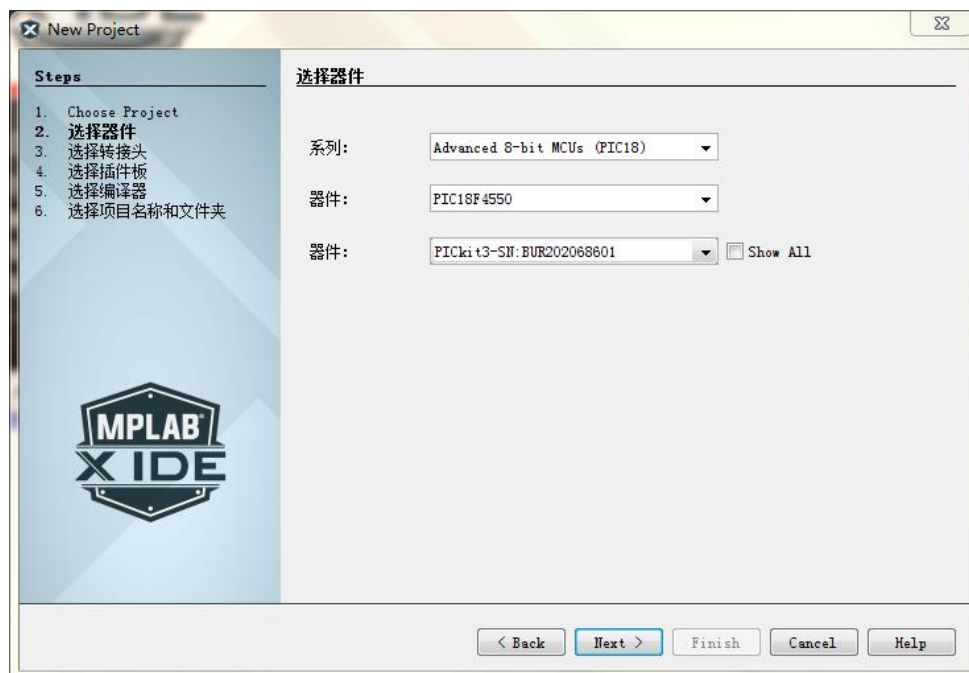 New Project
Steps
1. Choose Project
2. 选择器件
3. 选择转接头
4. 选择插件板
5. 选择编译器
6. 选择项目名称和文件夹
选择器件
系列: Advanced 8-bit MCUs (PIC18)
器件: PIC18F4550
器件: PICkit3-SN:BUR202068601 Show All
MPLAB
X IDE
< Back Next > Finish Cancel Help